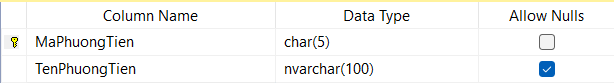 Column Name Data Type Allow Nulls
MaPhuongTien char(5)
TenPhuongTien nvarchar(100)